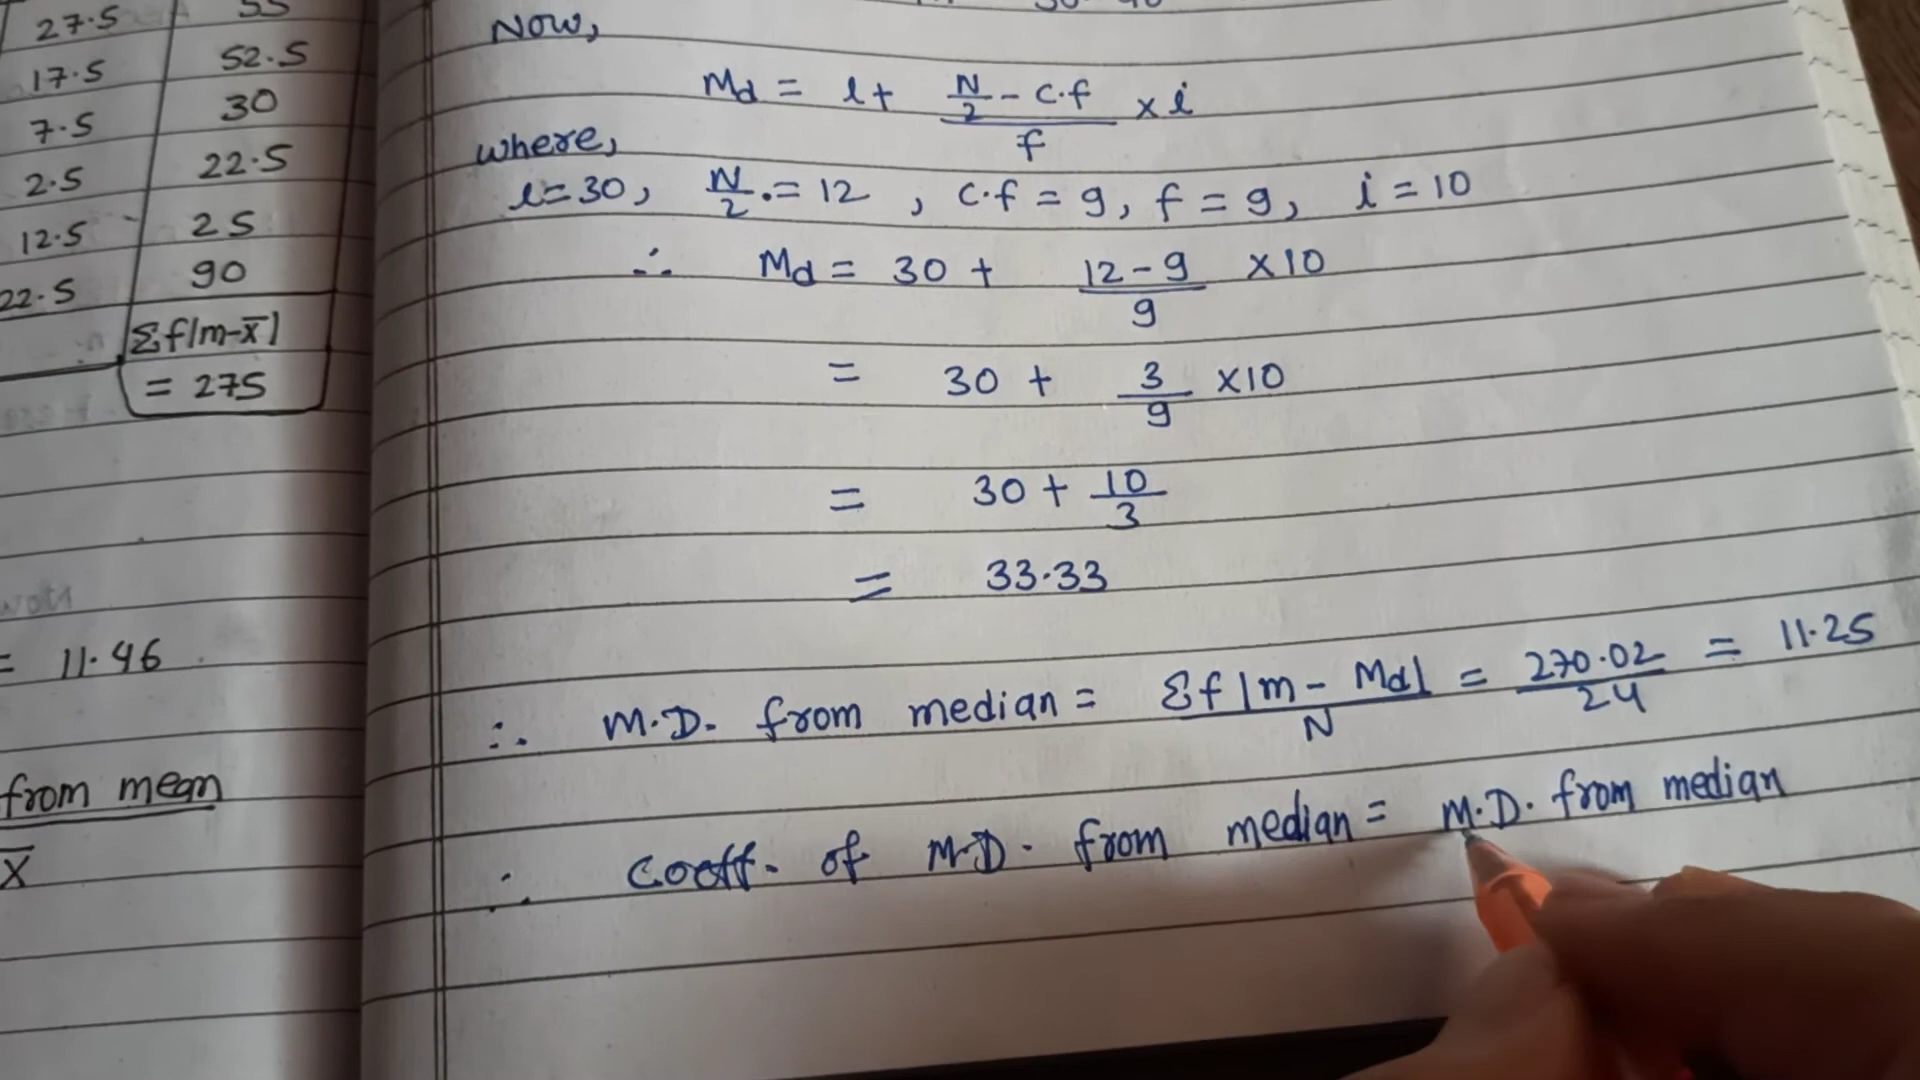 27.5 55
17.5 52.5
7.5 30
2.5 22.5
12.5 25
22.5 90
Σf|m-x̄|
= 275
= 11.46
from mean
x̄
Now,
Md = l + (N/2 - c.f)/f × i
where,
l = 30, N/2 . = 12 , c.f = 9, f = 9, i = 10
∴ Md = 30 + (12-9)/9 ×10
= 30 + 3/9 ×10
= 30 + 10/3
= 33.33
∴ M.D. from median = Σf|m - Md|/N = 270.02/24 = 11.25
∴ Coeff. of M.D. from median = M.D. from median